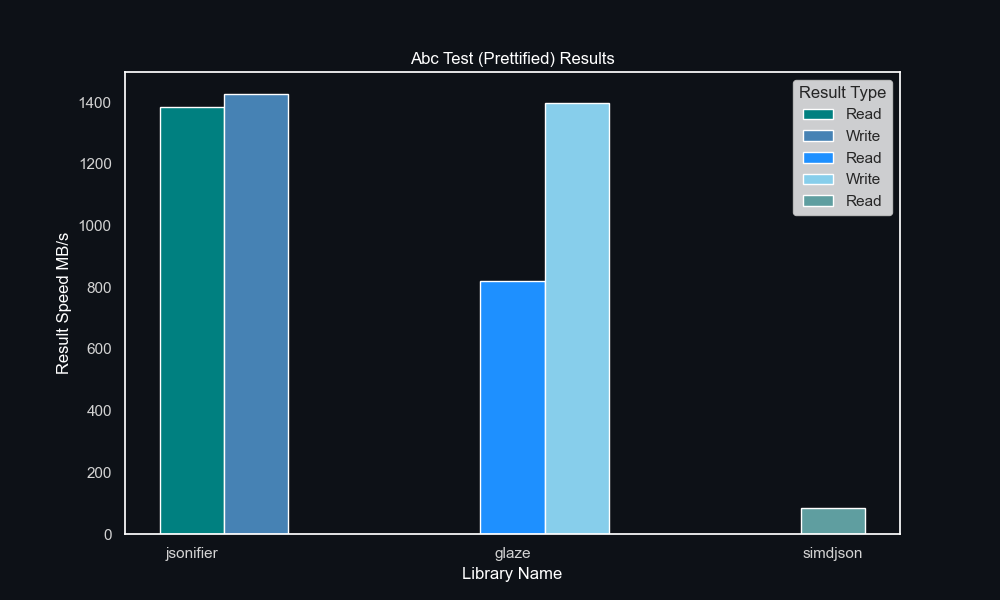 Abc Test (Prettified) Results
Result Type
Read
Write
Read
Write
Read
1400
1200
1000
800
600
400
200
0
Result Speed MB/s
jsonifier glaze simdjson
Library Name